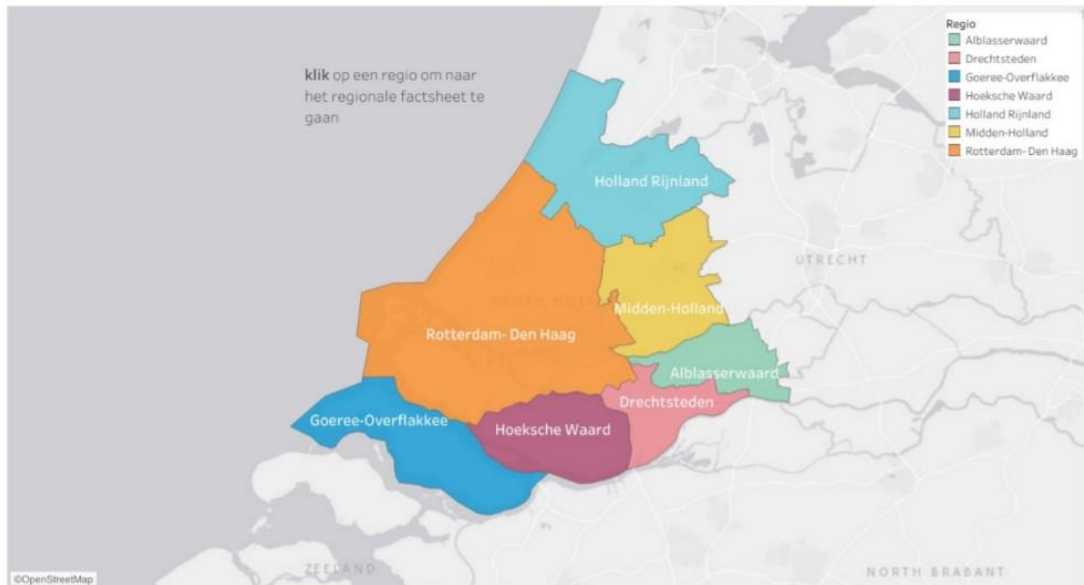 klik op een regio om naar
het regionale factsheet te
gaan
Regio
Alblasserwaard
Drechtsteden
Goeree-Overflakkee
Hoeksche Waard
Holland Rijnland
Midden-Holland
Rotterdam- Den Haag
Holland Rijnland
UTRECHT
Midden-Holland
Rotterdam- Den Haag
Alblasserwaard
Drechtsteden
Goeree-Overflakkee
Hoeksche Waard
ZEELAND
NORTH BRABANT
©OpenStreetMap